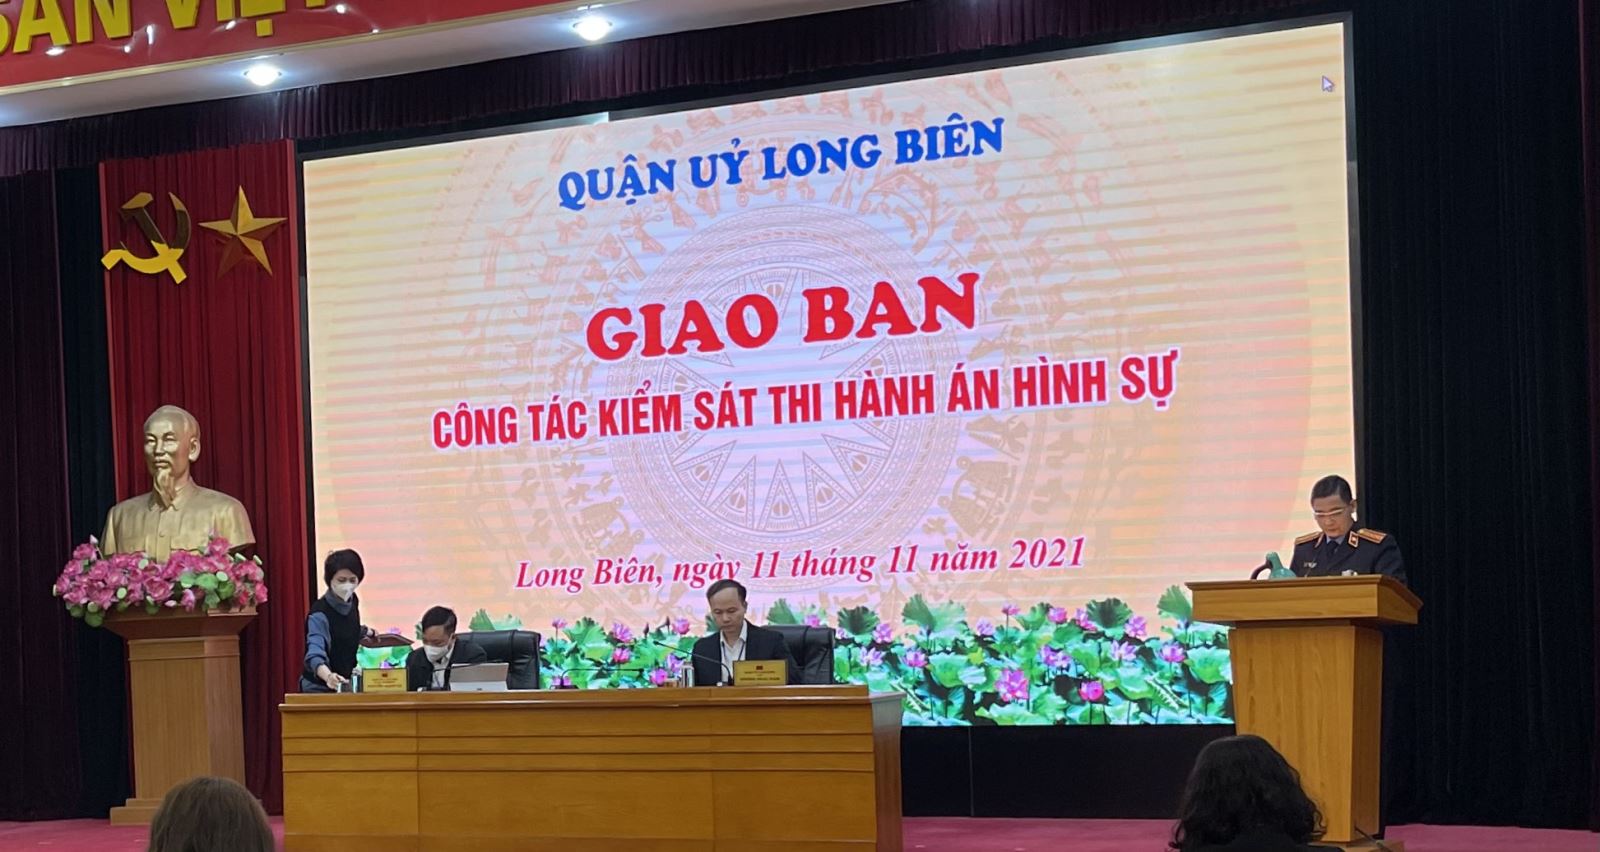 SẢN VIỆT
QUẬN UỶ LONG BIÊN
GIAO BAN
CÔNG TÁC KIỂM SÁT THI HÀNH ÁN HÌNH SỰ
Long Biên, ngày 11 tháng 11 năm 2021